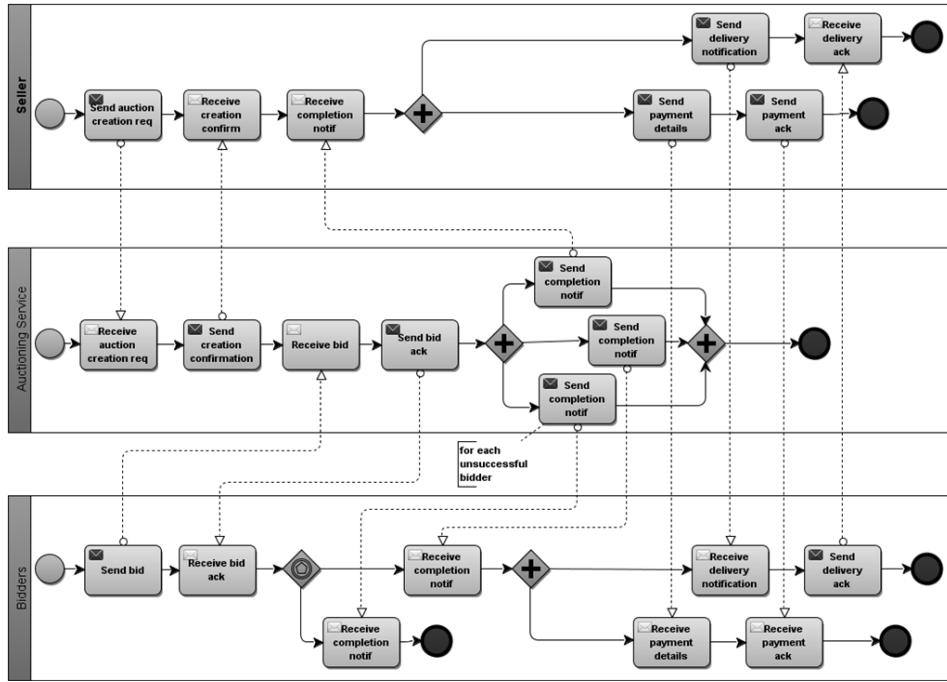 Seller
Send auction
creation req
Receive
creation
confirm
Receive
completion
notif
Send
delivery
notification
Receive
delivery
ack
Send
payment
details
Send
payment
ack
Auctioning Service
Receive
auction
creation req
Send
creation
confirmation
Receive bid
Send bid
ack
Send
completion
notif
Send
completion
notif
Send
completion
notif
for each
unsuccessful
bidder
Bidders
Send bid
Receive bid
ack
Receive
completion
notif
Receive
completion
notif
Receive
delivery
notification
Send
delivery
ack
Receive
payment
details
Receive
payment
ack